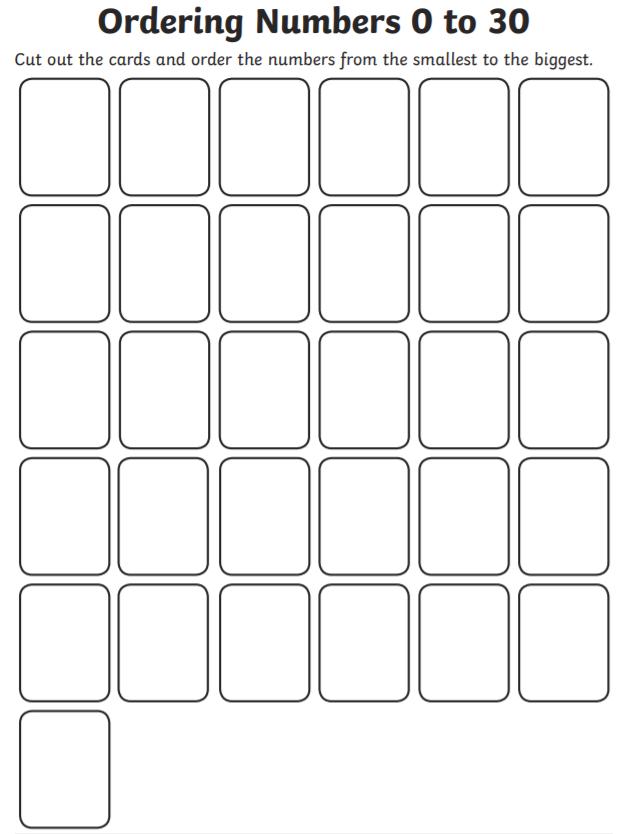 Ordering Numbers 0 to 30
Cut out the cards and order the numbers from the smallest to the biggest.